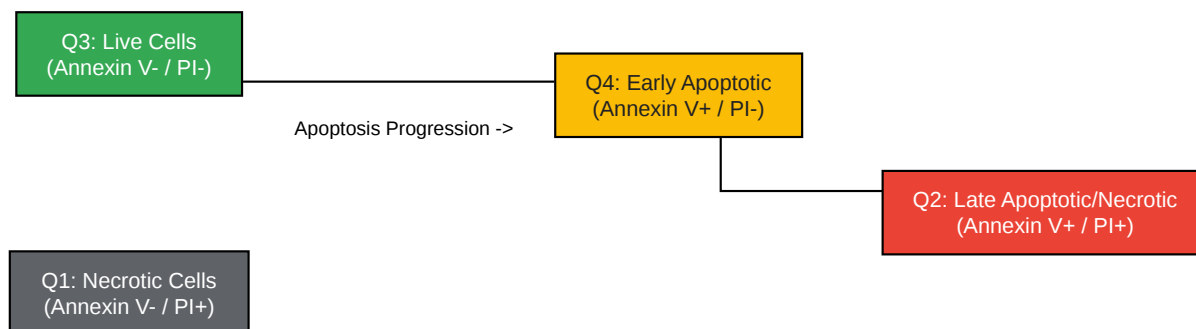 Q3: Live Cells
(Annexin V- / PI-)
Q4: Early Apoptotic
(Annexin V+ / PI-)
Apoptosis Progression ->
Q2: Late Apoptotic/Necrotic
(Annexin V+ / PI+)
Q1: Necrotic Cells
(Annexin V- / PI+)